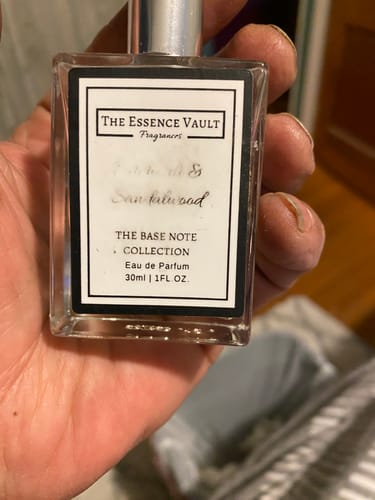 THE ESSENCE VAULT
Fragrances
&
Sandalwood
THE BASE NOTE
COLLECTION
Eau de Parfum
30ml | 1FL.OZ.